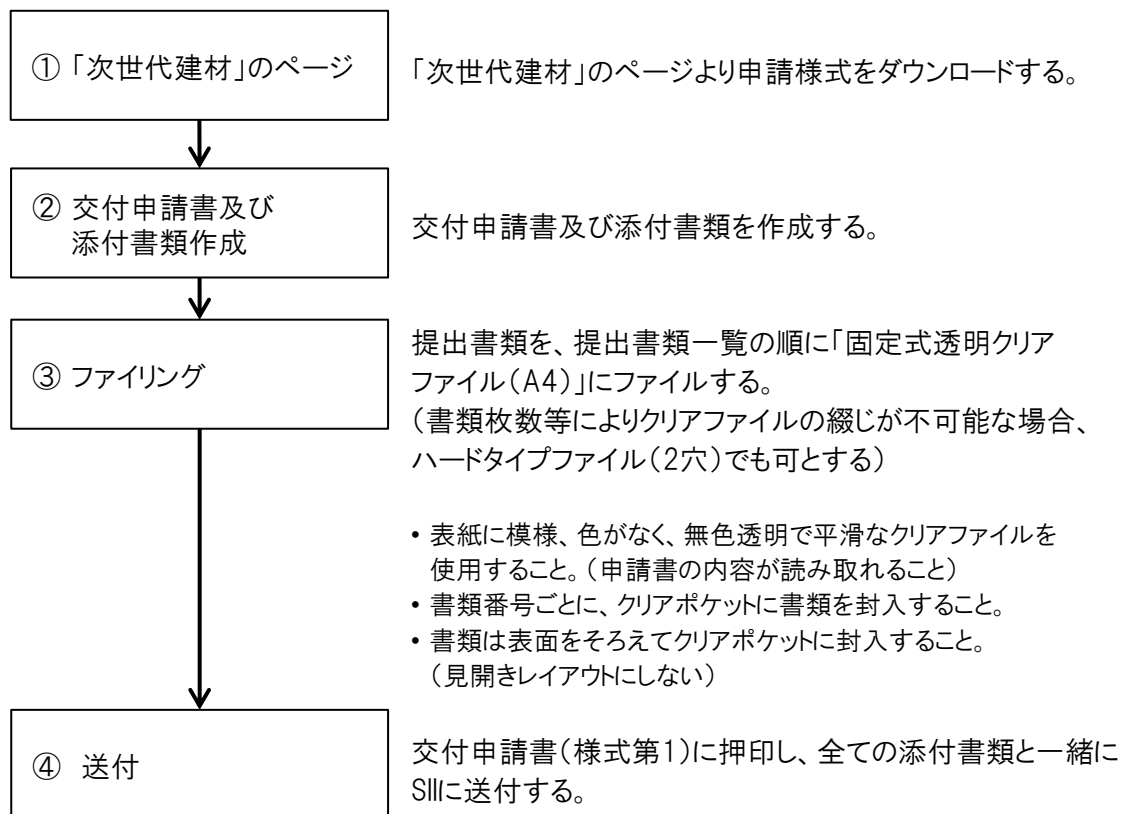 ① 「次世代建材」のページ
「次世代建材」のページより申請様式をダウンロードする。
② 交付申請書及び
添付書類作成
交付申請書及び添付書類を作成する。
③ ファイリング
提出書類を、提出書類一覧の順に「固定式透明クリア
ファイル(A4)」にファイルする。
(書類枚数等によりクリアファイルの綴じが不可能な場合、
ハードタイプファイル(2穴)でも可とする)
• 表紙に模様、色がなく、無色透明で平滑なクリアファイルを
使用すること。(申請書の内容が読み取れること)
• 書類番号ごとに、クリアポケットに書類を封入すること。
• 書類は表面をそろえてクリアポケットに封入すること。
(見開きレイアウトにしない)
④ 送付
交付申請書(様式第1)に押印し、全ての添付書類と一緒に
SIIに送付する。